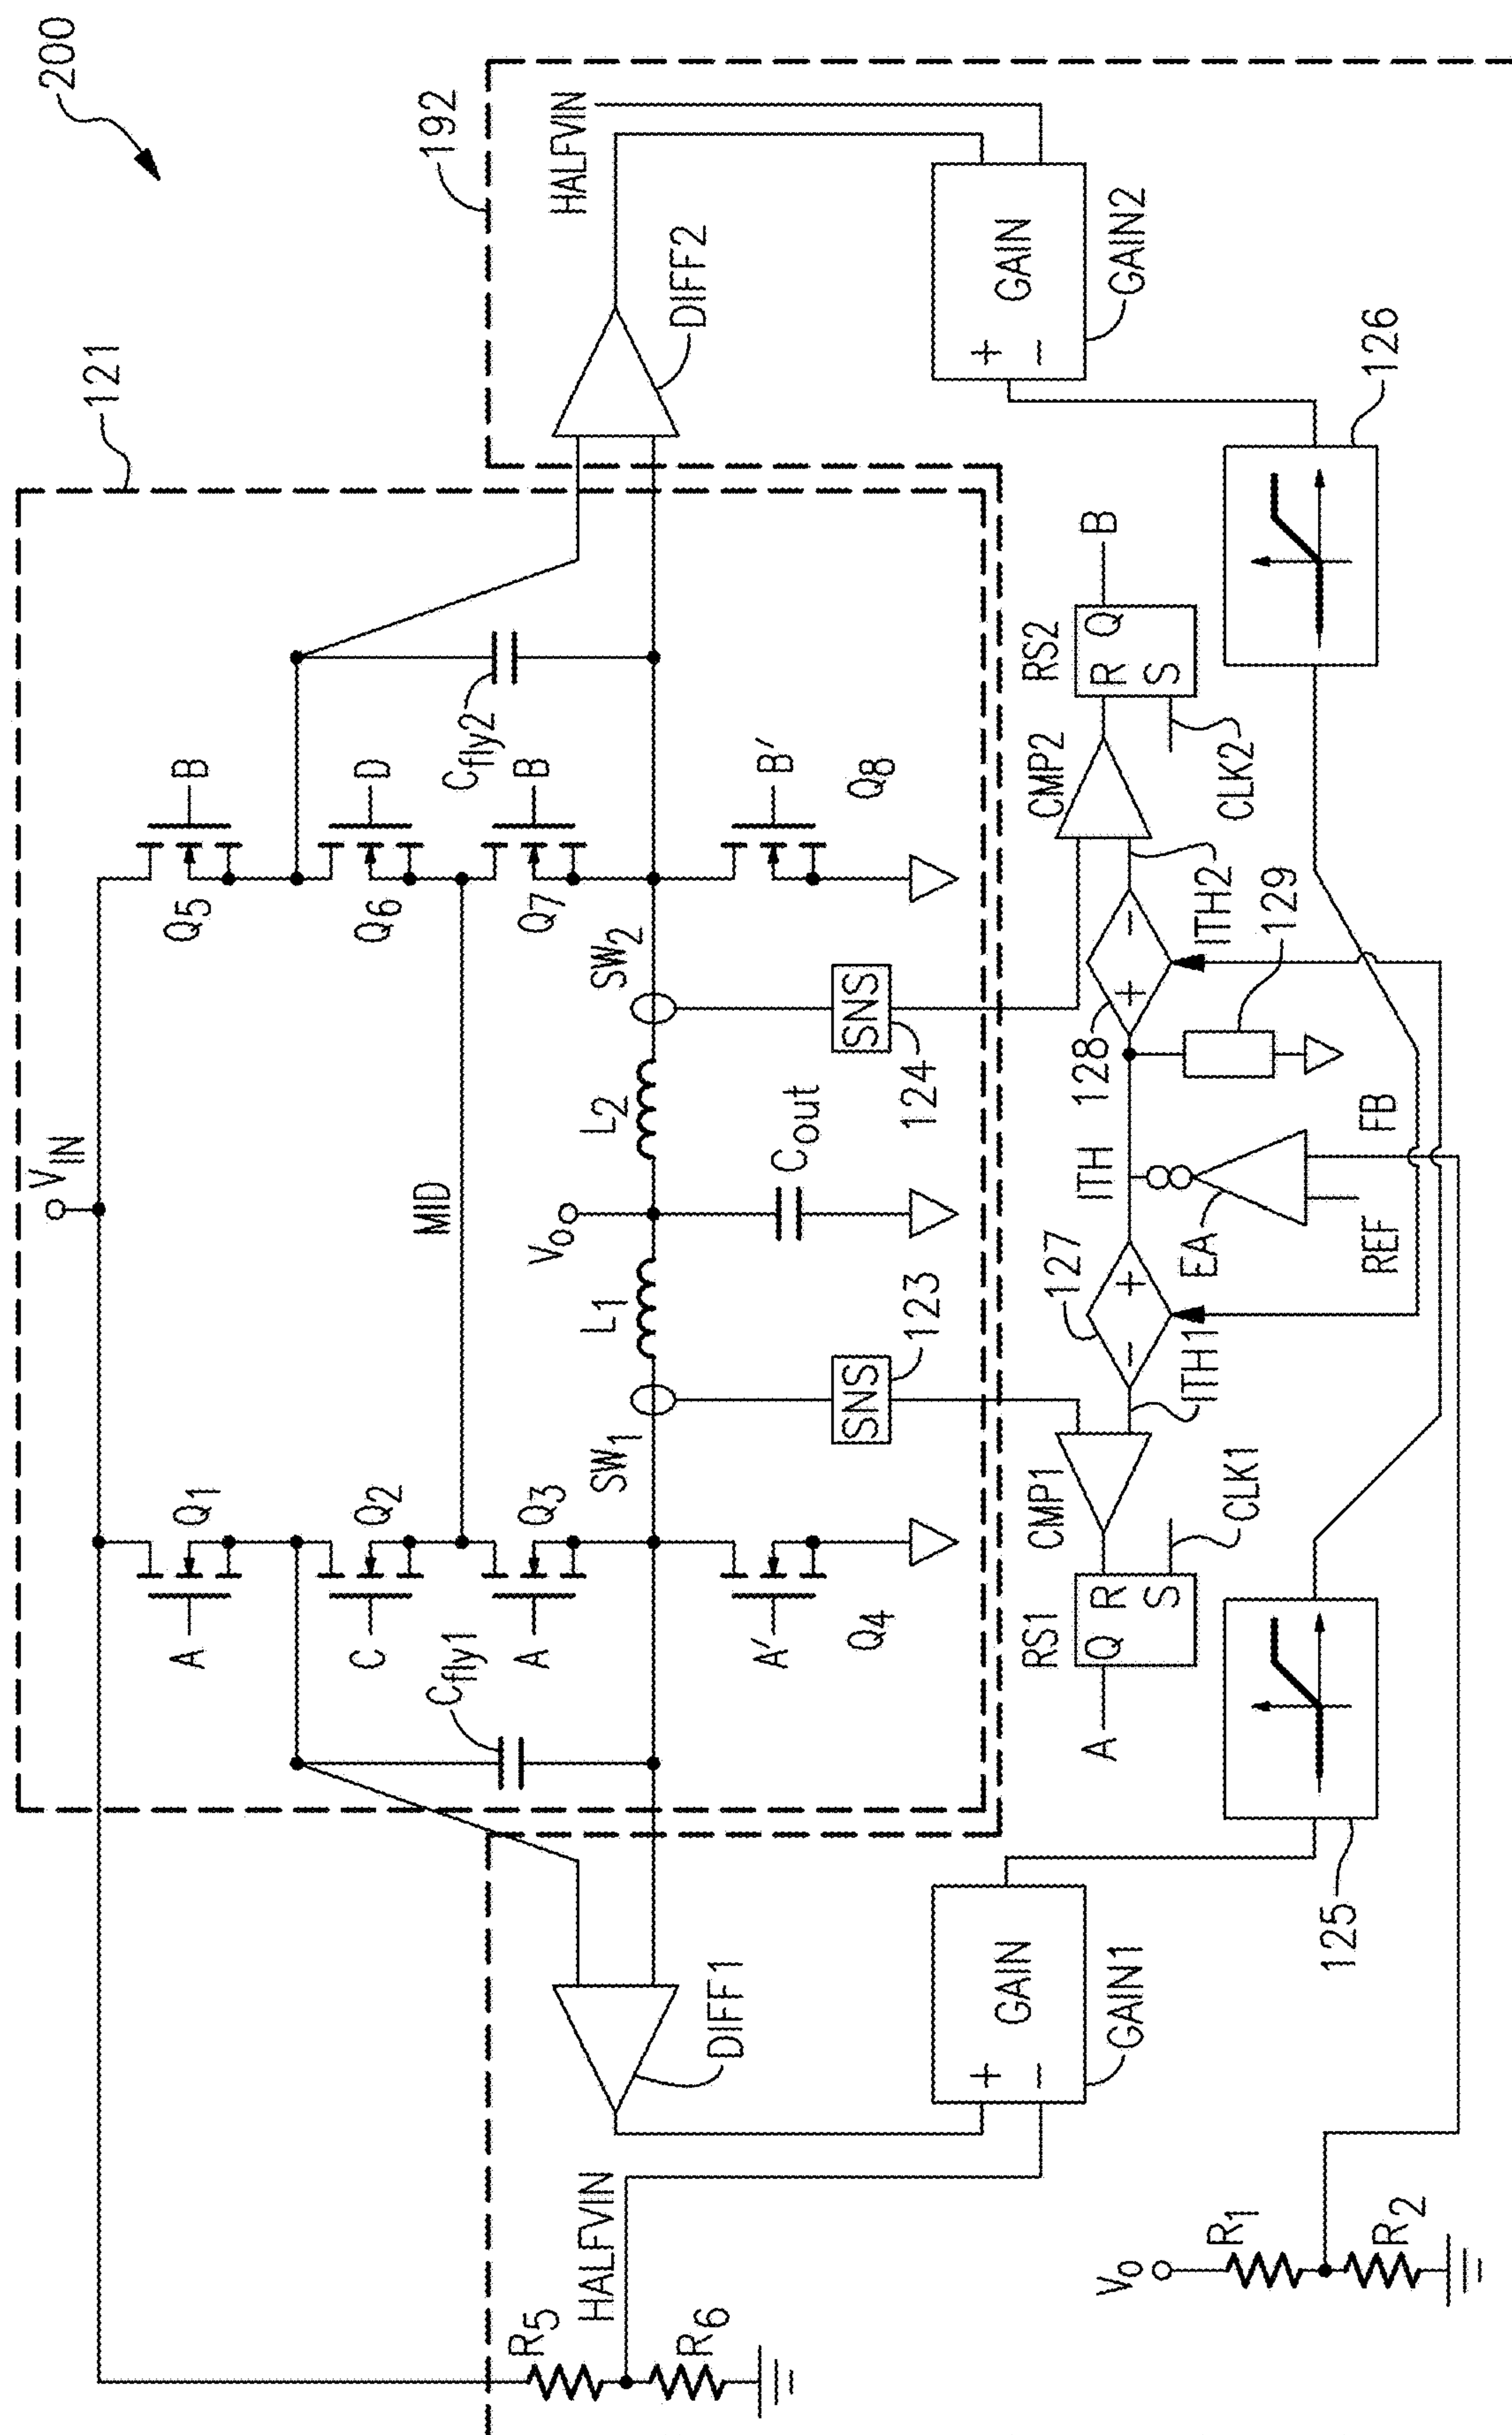 200
192
121
HALFVIN
DIFF2
GAIN
+
−
GAIN2
126
VIN
Q5
B
Q6
D
Q7
B
B′
Q8
Cfly2
MID
SW2
L2
Vo
Cout
L1
SW1
SNS
124
SNS
123
Q1
A
Q2
C
Q3
A
A′
Q4
Cfly1
RS2
R
Q
S
B
CMP2
CLK2
ITH2
128
+
−
129
ITH
FB
EA
REF
127
+
−
ITH1
CMP1
CLK1
RS1
Q
R
S
A
125
DIFF1
GAIN
+
−
GAIN1
HALFVIN
R5
R6
Vo
R1
R2